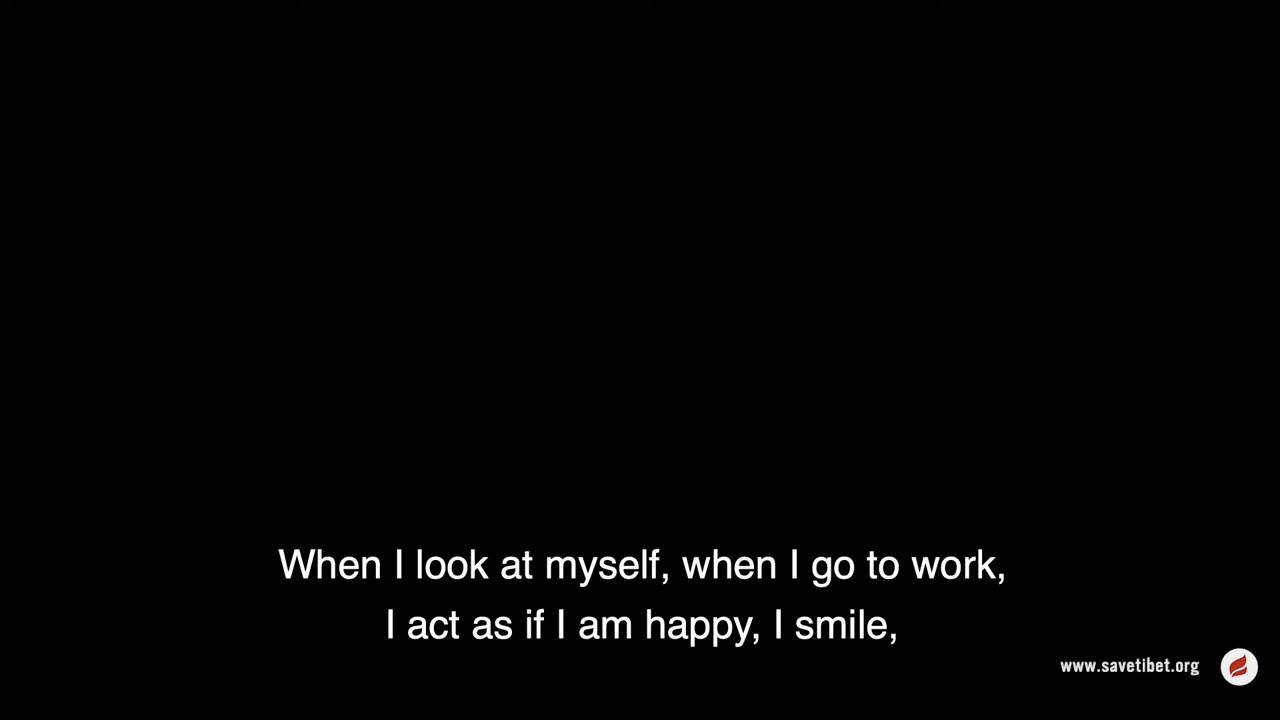 When I look at myself, when I go to work,
I act as if I am happy, I smile,
www.savetibet.org